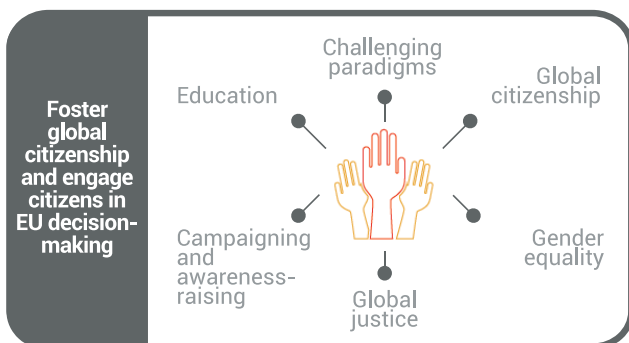 Foster
global
citizenship
and engage
citizens in
EU decision-
making
Challenging
paradigms
Education
Global
citizenship
Campaigning
and
awareness-
raising
Gender
equality
Global
justice